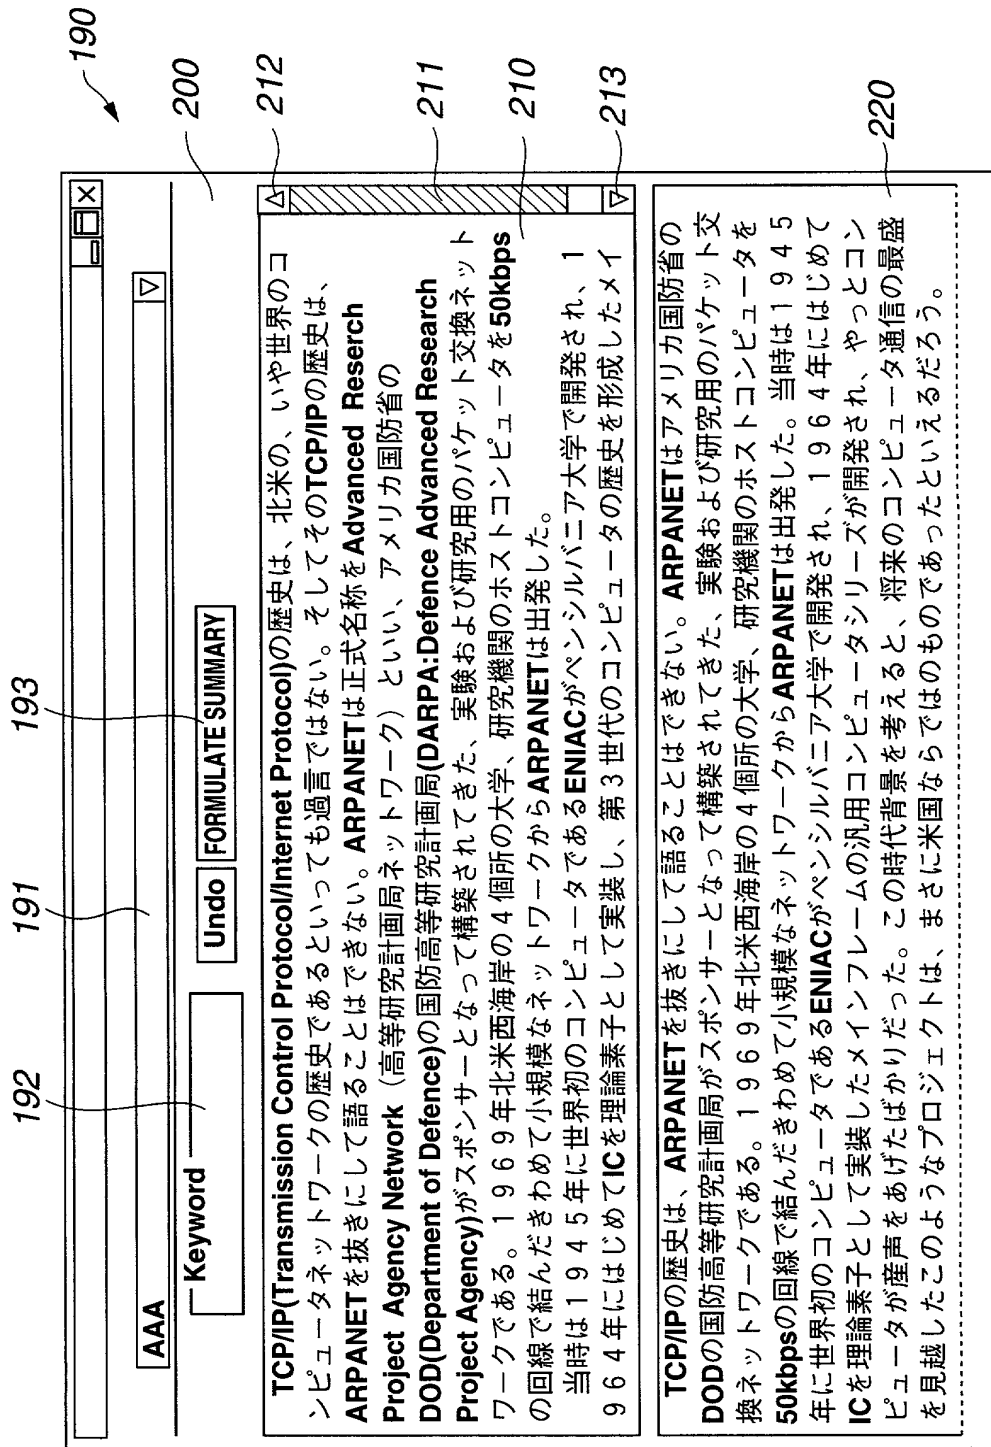 190
200
212
211
210
213
220
193
191
192
AAA
Keyword
Undo
FORMULATE SUMMARY
TCP/IP(Transmission Control Protocol/Internet Protocol)の歴史は、北米の、いや世界のコ
ンピュータネットワークの歴史であるといっても過言ではない。そしてそのTCP/IPの歴史は、
ARPANETを抜きにして語ることはできない。ARPANETは正式名称をAdvanced Reserch
Project Agency Network（高等研究計画局ネットワーク）といい、アメリカ国防省の
DOD(Department of Defence)の国防高等研究計画局(DARPA:Defence Advanced Research
Project Agency)がスポンサーとなって構築されてきた、実験および研究用のパケット交換ネット
ワークである。1969年北米西海岸の4個所の大学、研究機関のホストコンピュータを50kbps
の回線で結んだきわめて小規模なネットワークからARPANETは出発した。
当時は1945年に世界初のコンピュータであるENIACがペンシルバニア大学で開発され、1
964年にはじめてICを理論素子として実装し、第3世代のコンピュータの歴史を形成したメイ
TCP/IPの歴史は、ARPANETを抜きにして語ることはできない。ARPANETはアメリカ国防省の
DODの国防高等研究計画局がスポンサーとなって構築されてきた、実験および研究用のパケット交
換ネットワークである。1969年北米西海岸の4個所の大学、研究機関のホストコンピュータを
50kbpsの回線で結んだきわめて小規模なネットワークからARPANETは出発した。当時は1945
年に世界初のコンピュータであるENIACがペンシルバニア大学で開発され、1964年にはじめて
ICを理論素子として実装したメインフレームの汎用コンピュータシリーズが開発され、やっとコン
ピュータが産声をあげたばかりだった。この時代背景を考えると、将来のコンピュータ通信の最盛
を見越したこのようなプロジェクトは、まさに米国ならではのものであったといえるだろう。